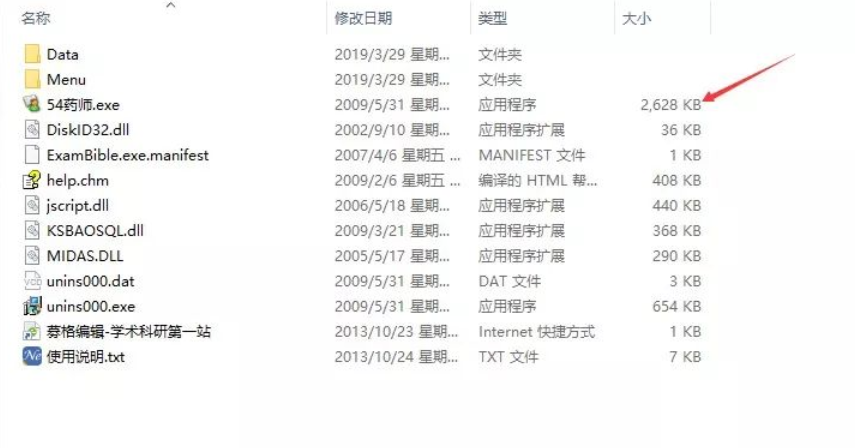 名称 修改日期 类型 大小
Data 2019/3/29 星期... 文件夹
Menu 2019/3/29 星期... 文件夹
54药师.exe 2009/5/31 星期... 应用程序 2,628 KB
DiskID32.dll 2002/9/10 星期... 应用程序扩展 36 KB
ExamBible.exe.manifest 2007/4/6 星期五 ... MANIFEST 文件 1 KB
help.chm 2009/2/6 星期五 ... 编译的 HTML 帮... 408 KB
jscript.dll 2006/5/18 星期... 应用程序扩展 440 KB
KSBAOSQL.dll 2009/3/21 星期... 应用程序扩展 368 KB
MIDAS.DLL 2005/5/17 星期... 应用程序扩展 290 KB
unins000.dat 2009/5/31 星期... DAT 文件 3 KB
unins000.exe 2009/5/31 星期... 应用程序 654 KB
莽格编辑-学术科研第一站 2013/10/23 星期... Internet 快捷方式 1 KB
使用说明.txt 2013/10/24 星期... TXT 文件 7 KB